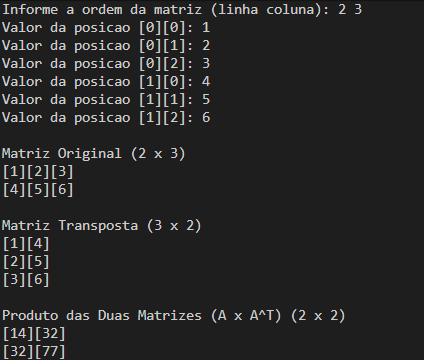 Informe a ordem da matriz (linha coluna): 2 3
Valor da posicao [0][0]: 1
Valor da posicao [0][1]: 2
Valor da posicao [0][2]: 3
Valor da posicao [1][0]: 4
Valor da posicao [1][1]: 5
Valor da posicao [1][2]: 6
Matriz Original (2 x 3)
[1][2][3]
[4][5][6]
Matriz Transposta (3 x 2)
[1][4]
[2][5]
[3][6]
Produto das Duas Matrizes (A x A^T) (2 x 2)
[14][32]
[32][77]